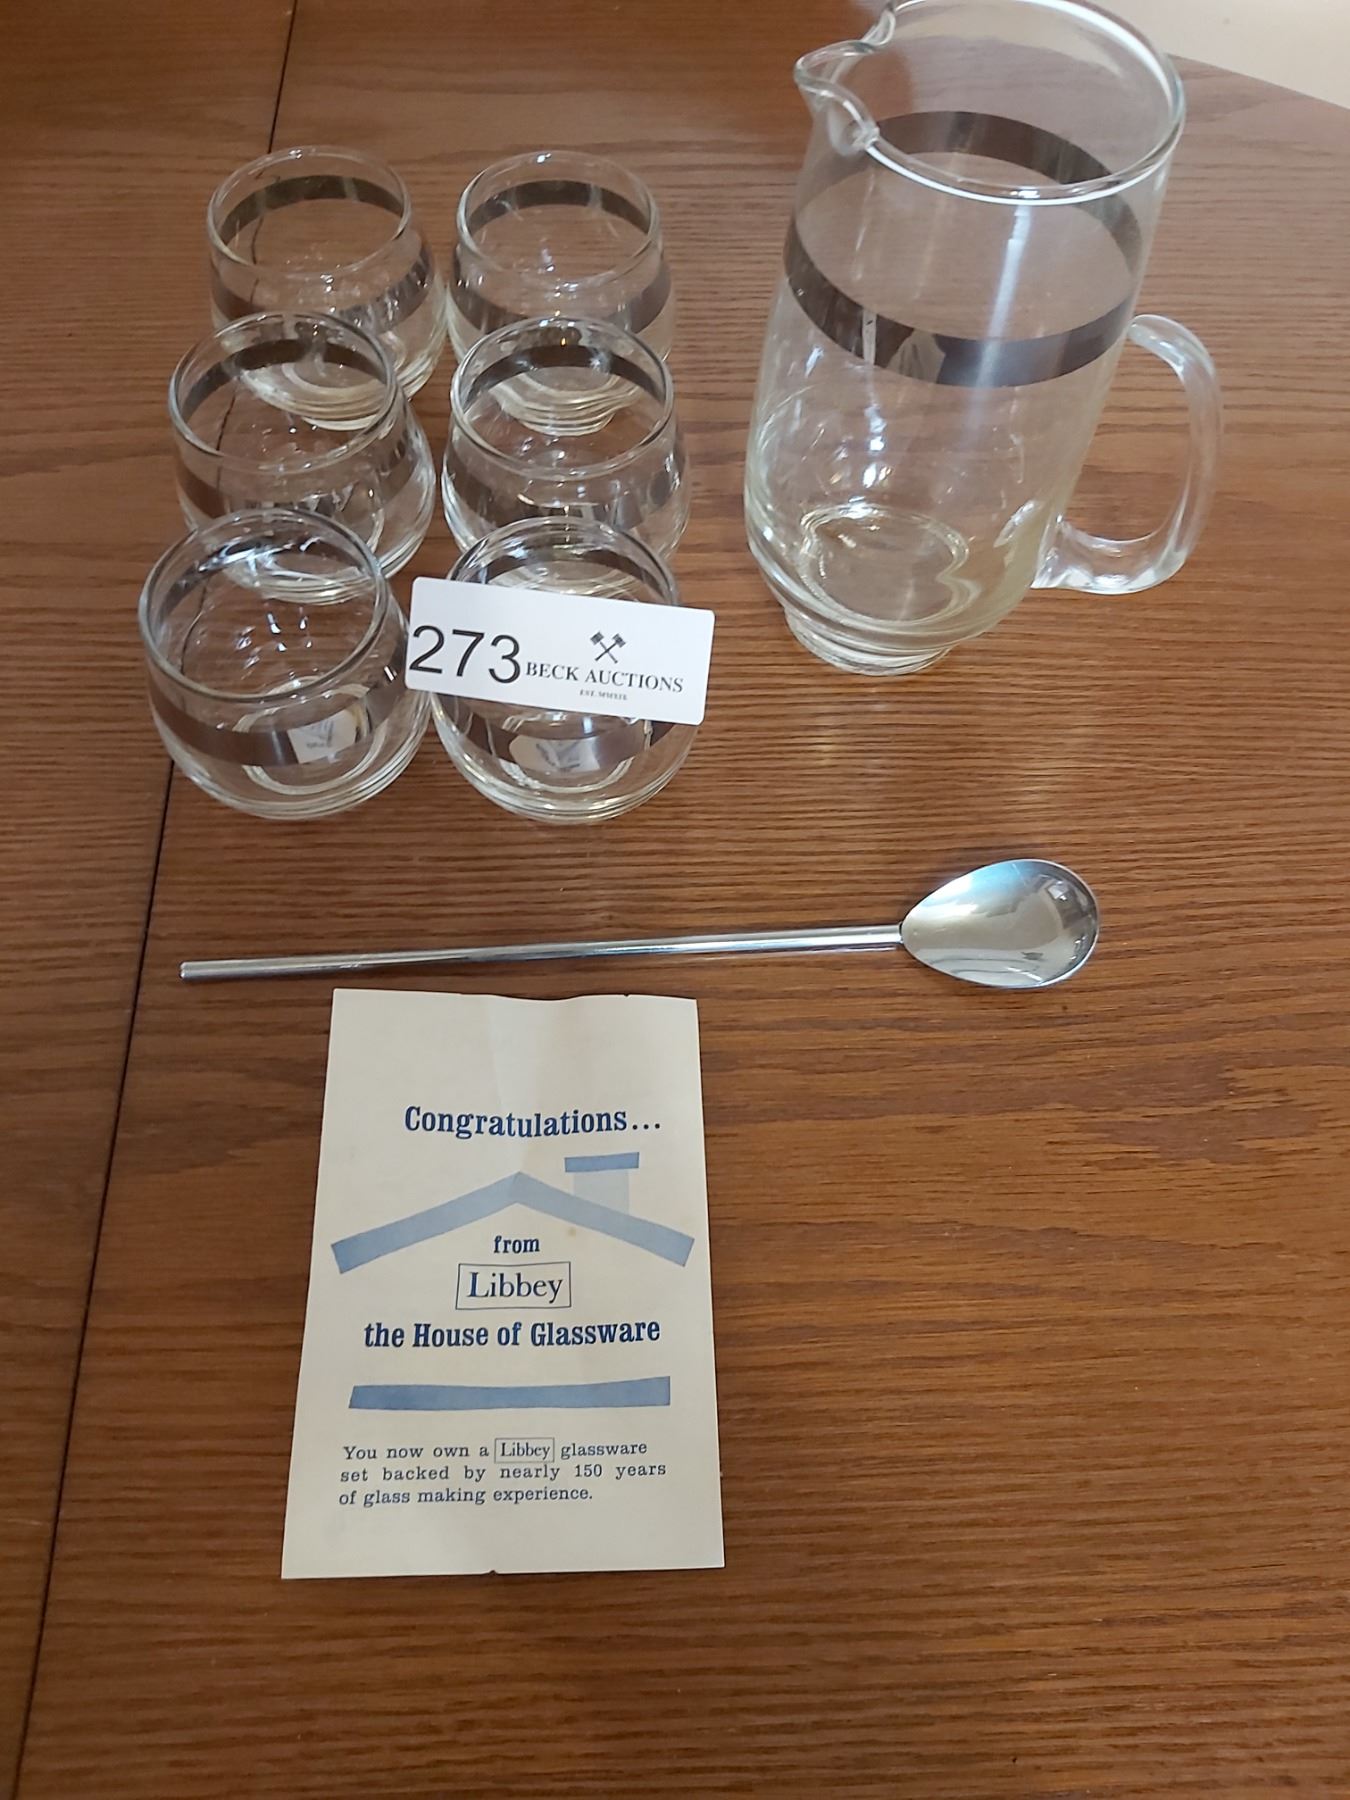 273
BECK AUCTIONS
Congratulations...
from
Libbey
the House of Glassware
You now own a Libbey glassware
set backed by nearly 150 years
of glass making experience.